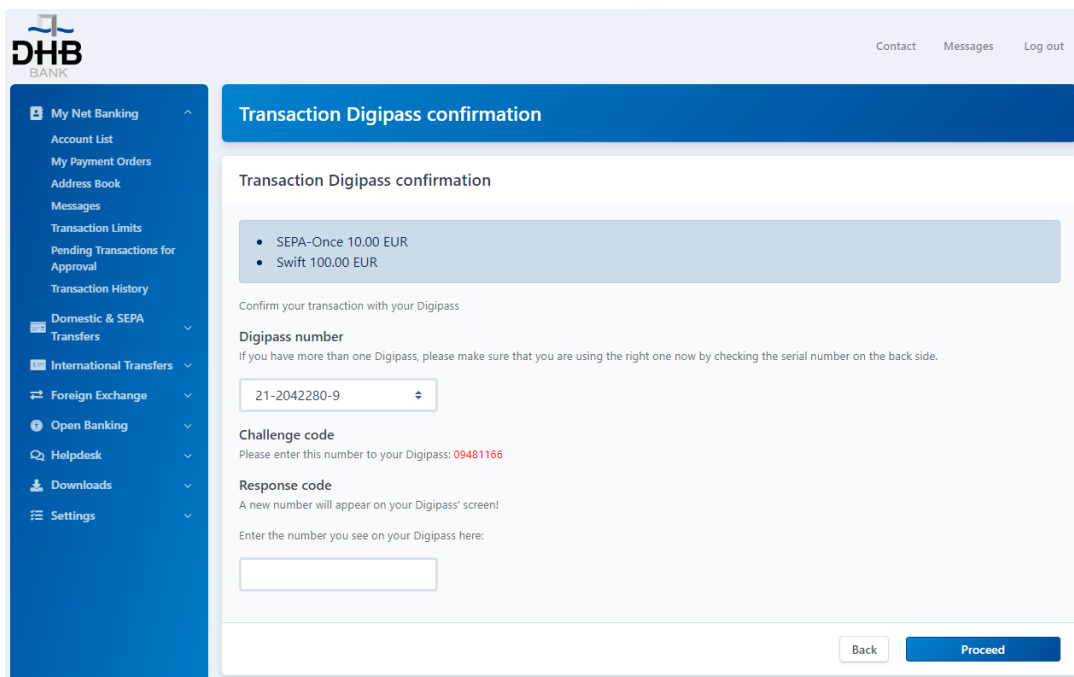 DHB
BANK
Contact Messages Log out
My Net Banking
Account List
My Payment Orders
Address Book
Messages
Transaction Limits
Pending Transactions for
Approval
Transaction History
Domestic & SEPA
Transfers
International Transfers
Foreign Exchange
Open Banking
Helpdesk
Downloads
Settings
Transaction Digipass confirmation
Transaction Digipass confirmation
• SEPA-Once 10.00 EUR
• Swift 100.00 EUR
Confirm your transaction with your Digipass
Digipass number
If you have more than one Digipass, please make sure that you are using the right one now by checking the serial number on the back side.
21-2042280-9
Challenge code
Please enter this number to your Digipass: 09481166
Response code
A new number will appear on your Digipass' screen!
Enter the number you see on your Digipass here:
Back Proceed